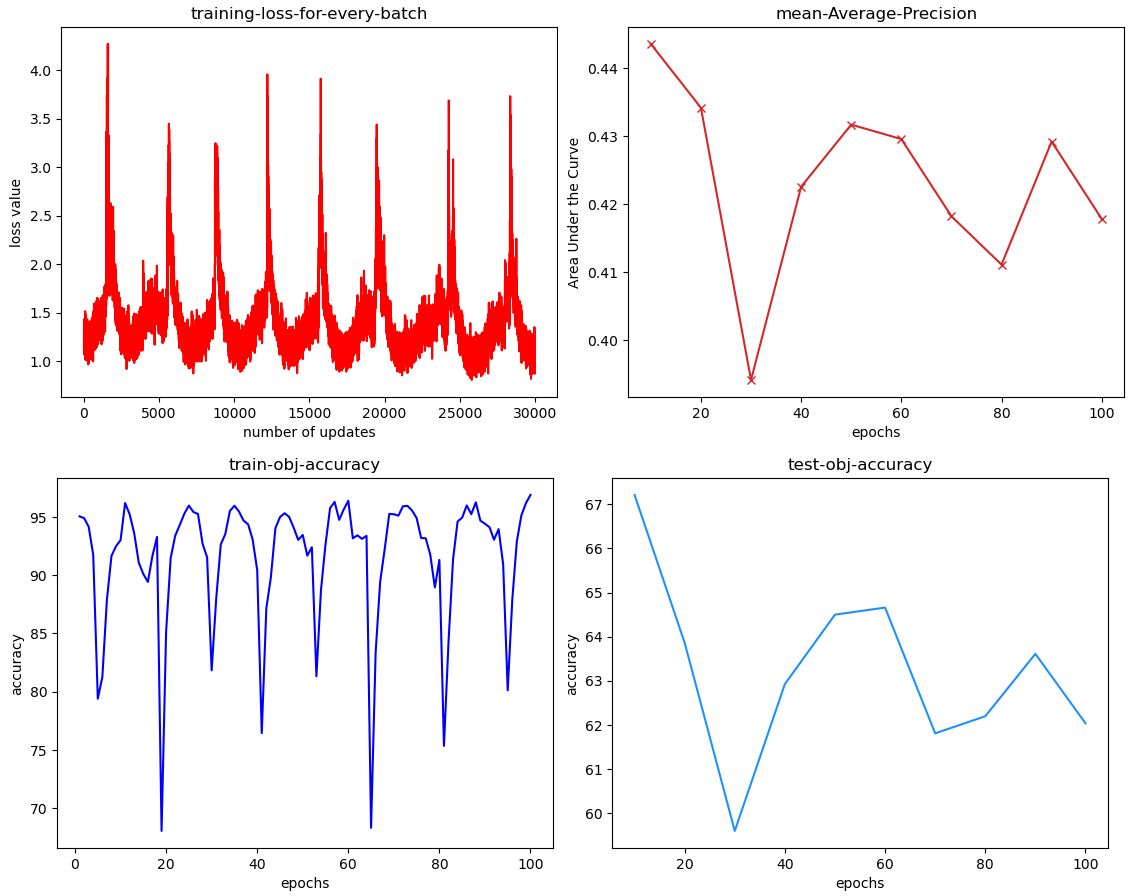 training-loss-for-every-batch
loss value
4.0
3.5
3.0
2.5
2.0
1.5
1.0
0 5000 10000 15000 20000 25000 30000
number of updates
mean-Average-Precision
Area Under the Curve
0.44
0.43
0.42
0.41
0.40
20 40 60 80 100
epochs
train-obj-accuracy
accuracy
95
90
85
80
75
70
0 20 40 60 80 100
epochs
test-obj-accuracy
accuracy
67
66
65
64
63
62
61
60
20 40 60 80 100
epochs